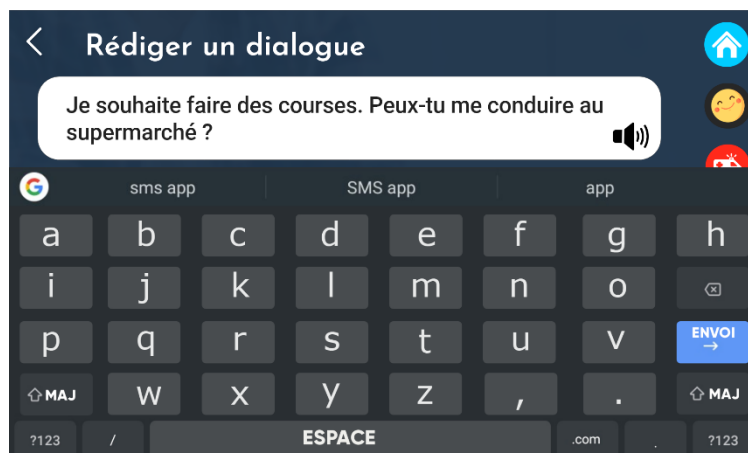 Rédiger un dialogue
Je souhaite faire des courses. Peux-tu me conduire au
supermarché ?
G
sms app SMS app app
a b c d e f g h
i j k l m n o
p q r s t u v ENVOI
MAJ w x y z , . MAJ
?123 / ESPACE .com . ?123